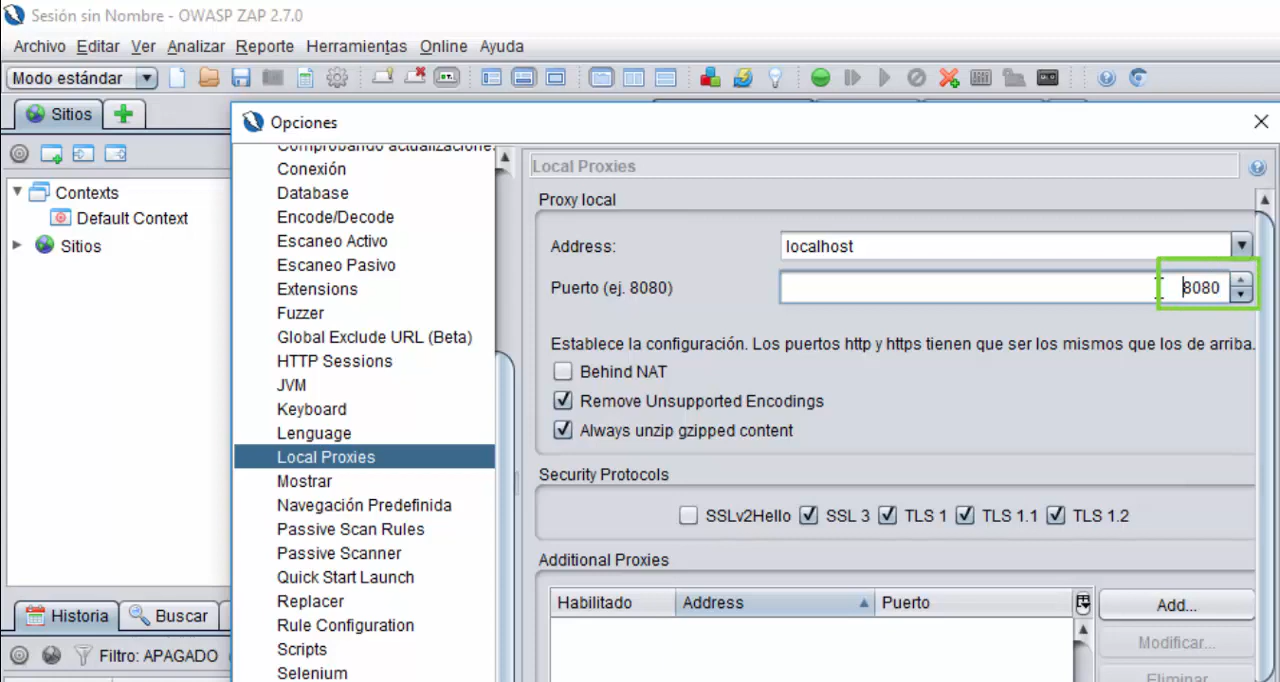 Sesión sin Nombre - OWASP ZAP 2.7.0
Archivo Editar Ver Analizar Reporte Herramientas Online Ayuda
Modo estándar
Sitios
Contexts
Default Context
Sitios
Historia Buscar
Filtro: APAGADO
Opciones
Comprobando actualizacione.
Conexión
Database
Encode/Decode
Escaneo Activo
Escaneo Pasivo
Extensions
Fuzzer
Global Exclude URL (Beta)
HTTP Sessions
JVM
Keyboard
Lenguage
Local Proxies
Mostrar
Navegación Predefinida
Passive Scan Rules
Passive Scanner
Quick Start Launch
Replacer
Rule Configuration
Scripts
Selenium
Local Proxies
Proxy local
Address: localhost
Puerto (ej. 8080) 8080
Establece la configuración. Los puertos http y https tienen que ser los mismos que los de arriba.
Behind NAT
Remove Unsupported Encodings
Always unzip gzipped content
Security Protocols
SSLv2Hello SSL 3 TLS 1 TLS 1.1 TLS 1.2
Additional Proxies
Habilitado Address Puerto
Add...
Modificar...
Eliminar